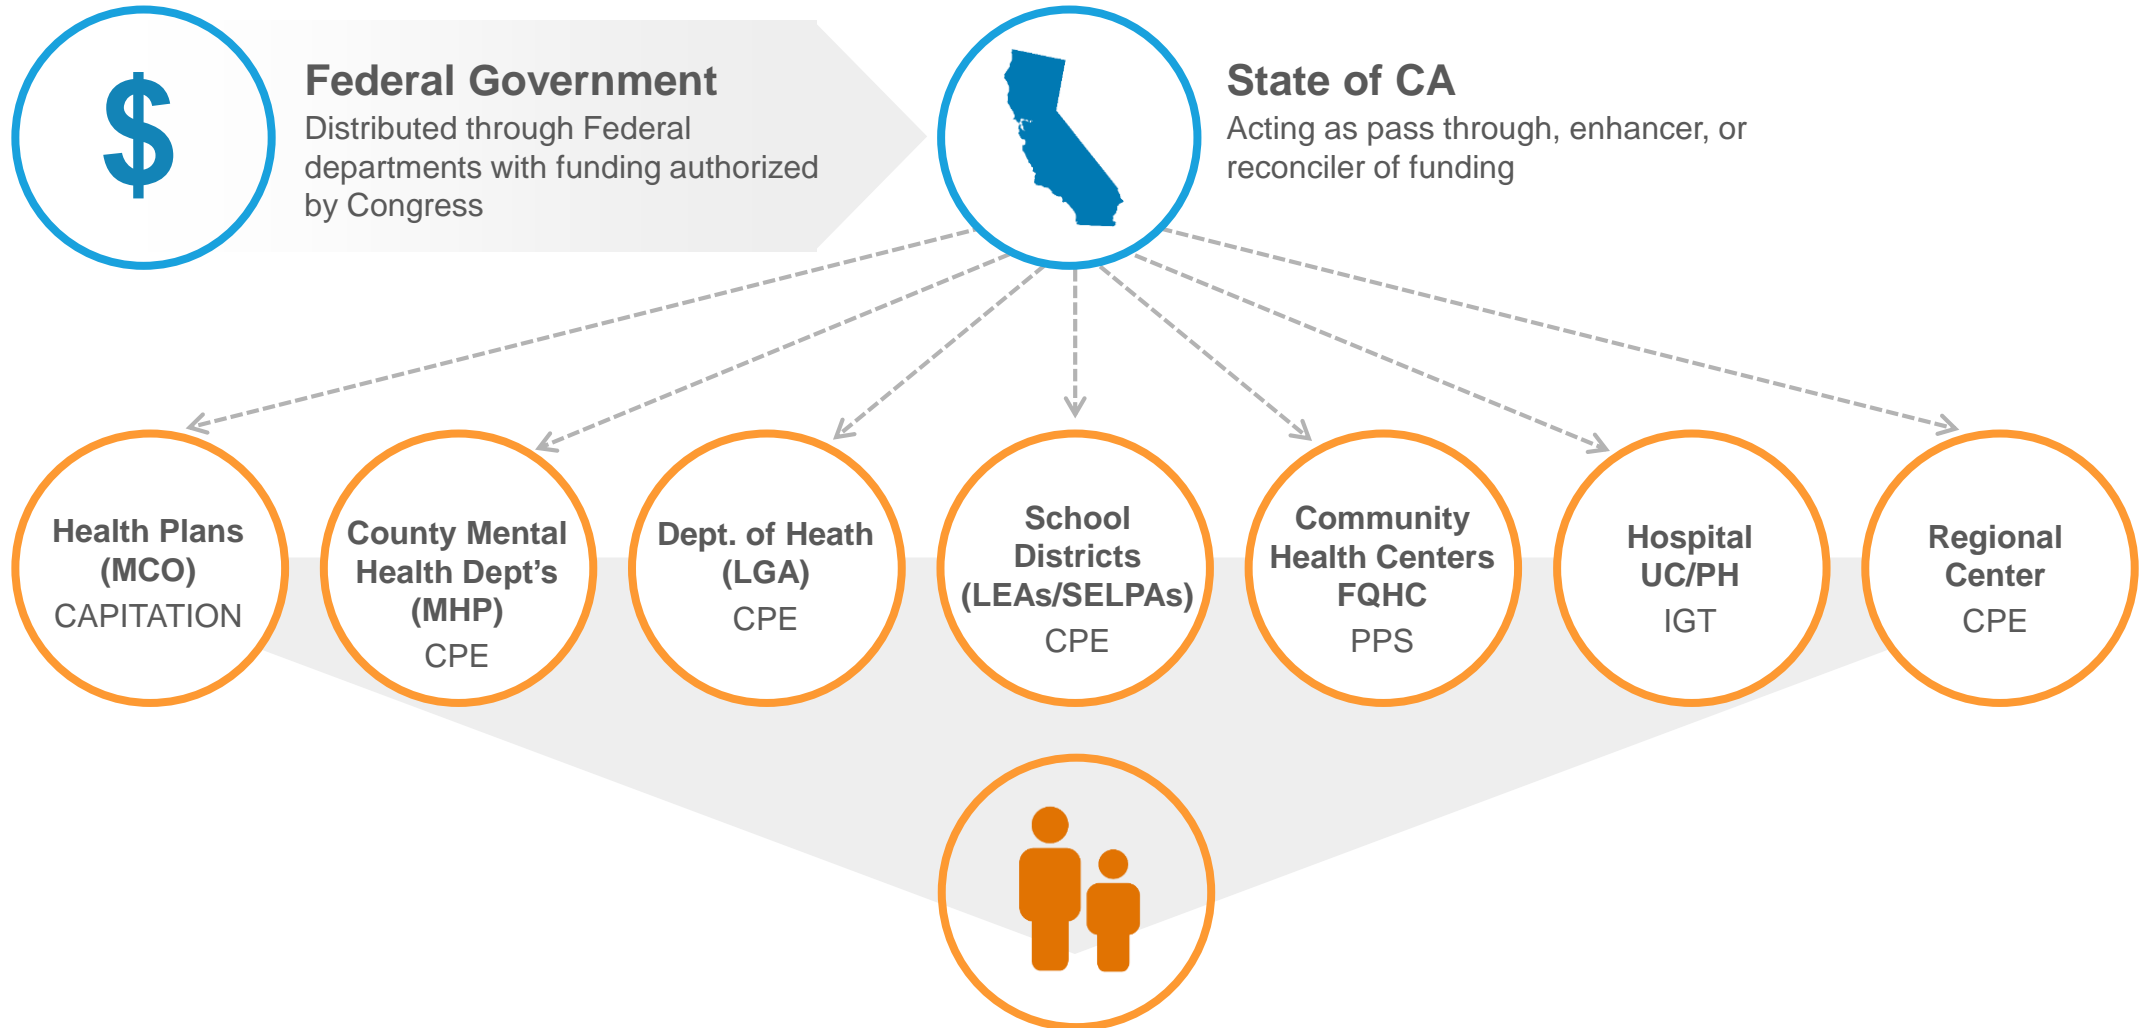 $
Federal Government
Distributed through Federal
departments with funding authorized
by Congress
State of CA
Acting as pass through, enhancer, or
reconciler of funding
Health Plans
(MCO)
CAPITATION
County Mental
Health Dept's
(MHP)
CPE
Dept. of Heath
(LGA)
CPE
School
Districts
(LEAs/SELPAs)
CPE
Community
Health Centers
FQHC
PPS
Hospital
UC/PH
IGT
Regional
Center
CPE